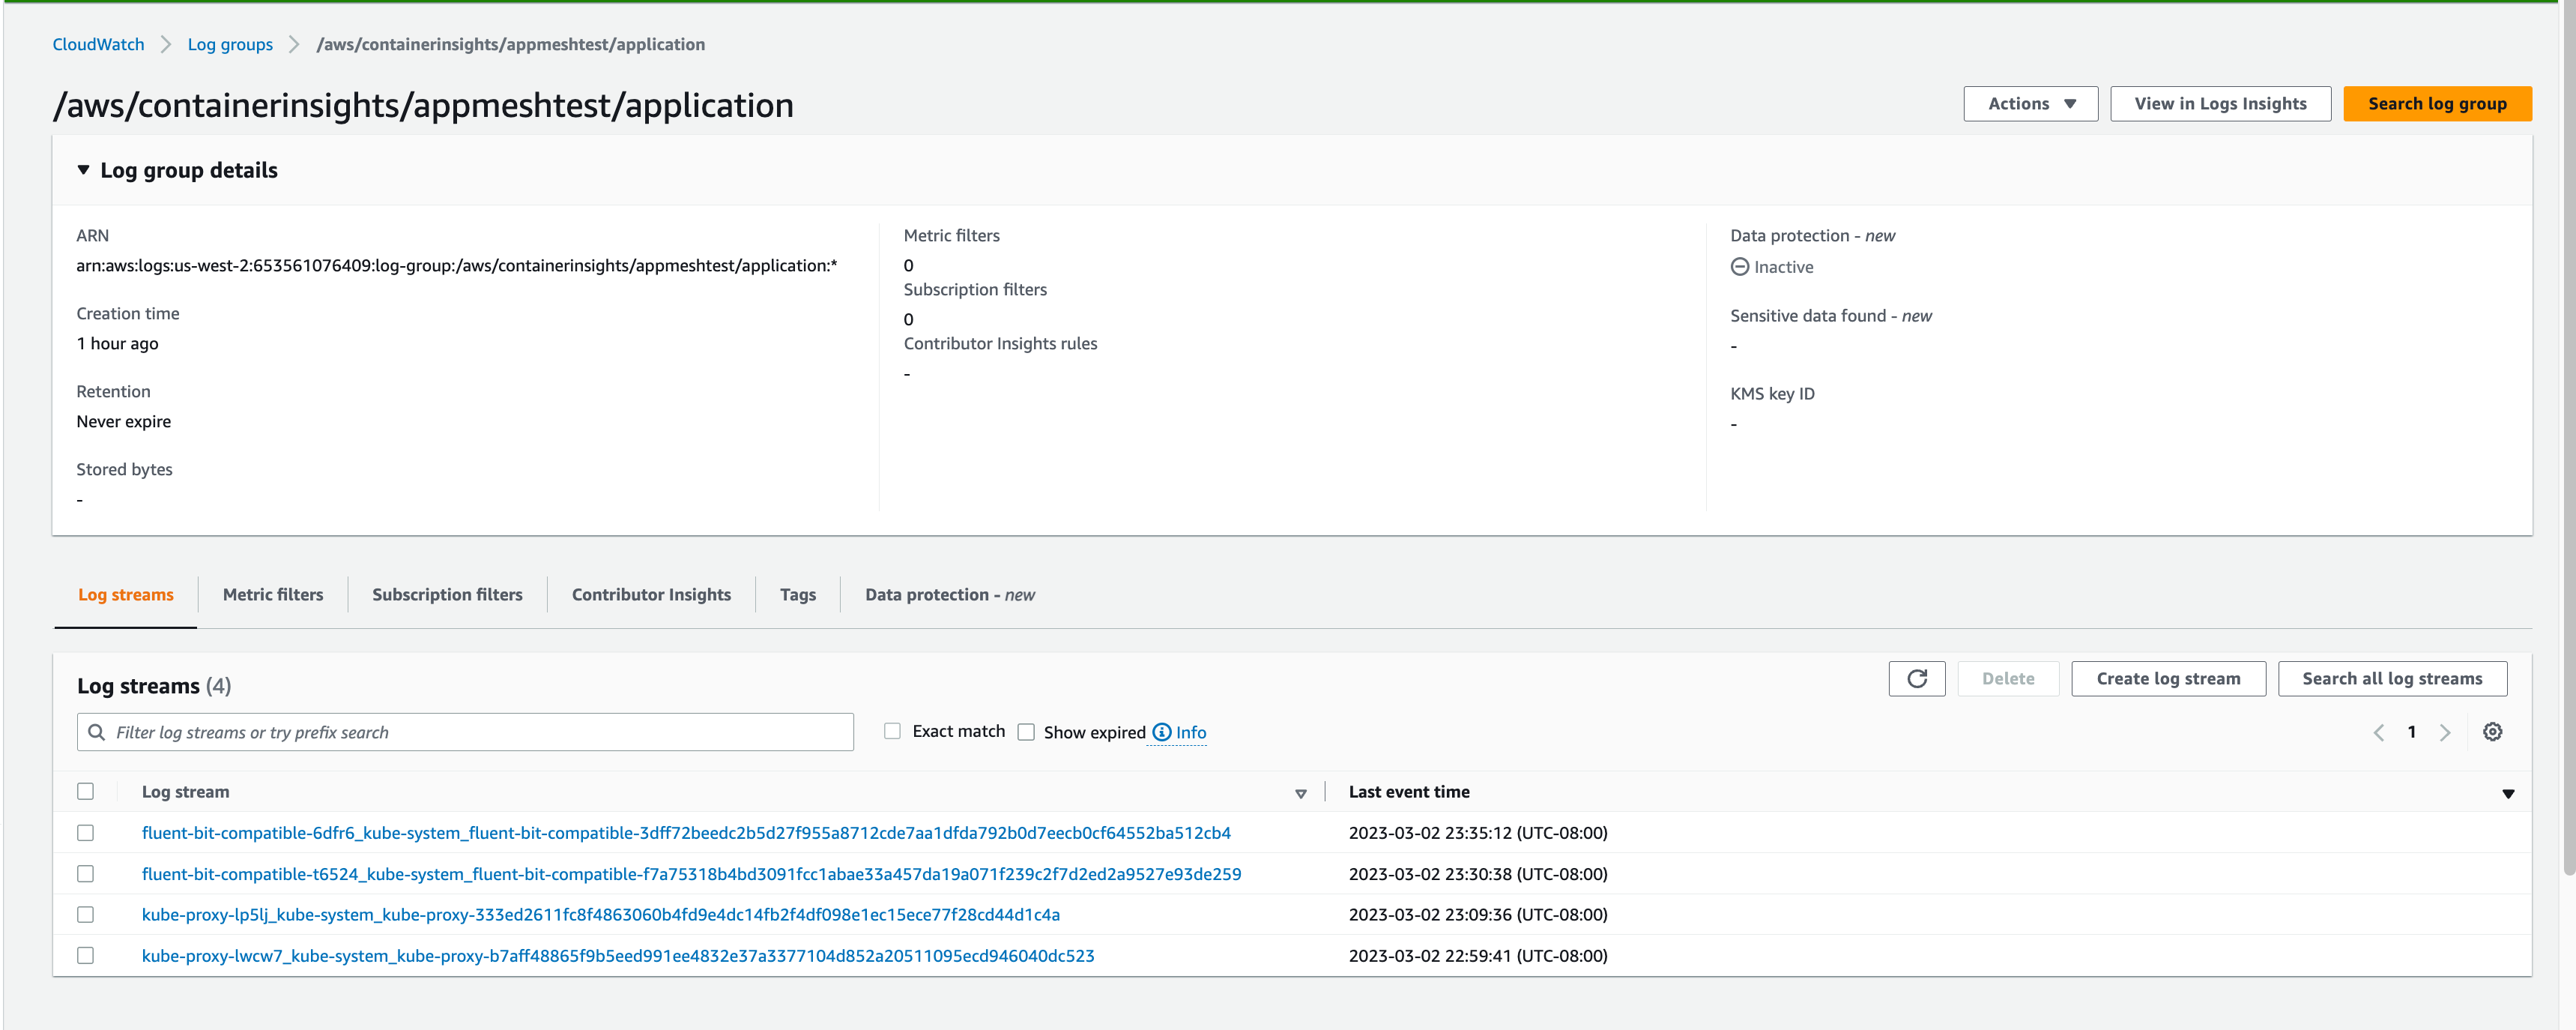 CloudWatch > Log groups > /aws/containerinsights/appmeshtest/application
/aws/containerinsights/appmeshtest/application
Actions View in Logs Insights Search log group
Log group details
ARN
arn:aws:logs:us-west-2:653561076409:log-group:/aws/containerinsights/appmeshtest/application:*
Creation time
1 hour ago
Retention
Never expire
Stored bytes
-
Metric filters
0
Subscription filters
0
Contributor Insights rules
-
Data protection - new
Inactive
Sensitive data found - new
-
KMS key ID
-
Log streams Metric filters Subscription filters Contributor Insights Tags Data protection - new
Log streams (4)
Delete Create log stream Search all log streams
Filter log streams or try prefix search Exact match Show expired Info 1
Log stream Last event time
fluent-bit-compatible-6dfr6_kube-system_fluent-bit-compatible-3dff72beedc2b5d27f955a8712cde7aa1dfda792b0d7eecb0cf64552ba512cb4 2023-03-02 23:35:12 (UTC-08:00)
fluent-bit-compatible-t6524_kube-system_fluent-bit-compatible-f7a75318b4bd3091fcc1abae33a457da19a071f239c2f7d2ed2a9527e93de259 2023-03-02 23:30:38 (UTC-08:00)
kube-proxy-lp5lj_kube-system_kube-proxy-333ed2611fc8f4863060b4fd9e4dc14fb2f4df098e1ec15ece77f28cd44d1c4a 2023-03-02 23:09:36 (UTC-08:00)
kube-proxy-lwcw7_kube-system_kube-proxy-b7aff48865f9b5eed991ee4832e37a3377104d852a20511095ecd946040dc523 2023-03-02 22:59:41 (UTC-08:00)